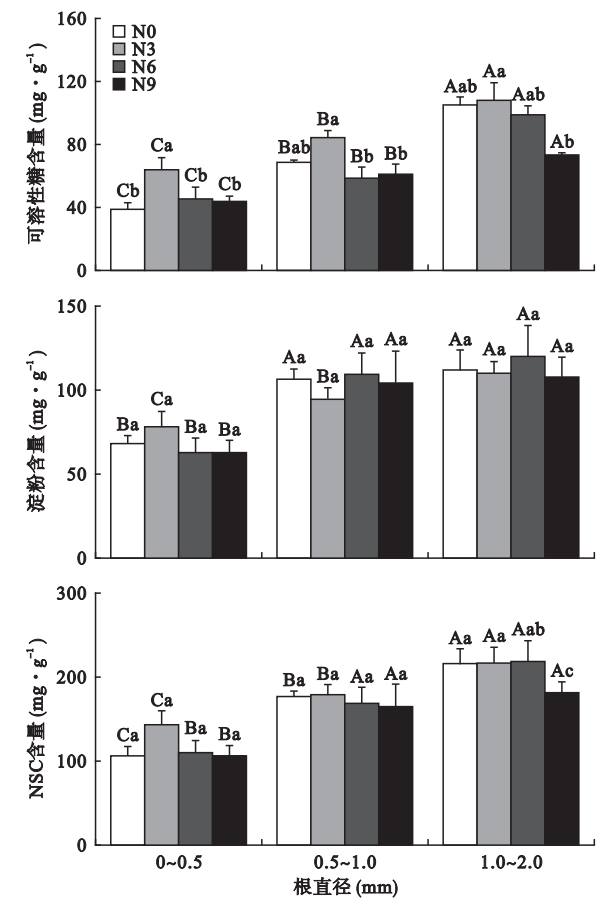 160
120
80
40
0
可溶性糖含量 (mg·g⁻¹)
N0
N3
N6
N9
Cb Ca Cb Cb Bab Ba Bb Bb Aab Aa Aab Ab
150
100
50
0
淀粉含量 (mg·g⁻¹)
Ba Ca Ba Ba Aa Ba Aa Aa Aa Aa Aa Aa
300
200
100
0
NSC含量 (mg·g⁻¹)
Ca Ca Ba Ba Ba Ba Aa Aa Aa Aa Aab Ac
0~0.5 0.5~1.0 1.0~2.0
根直径 (mm)